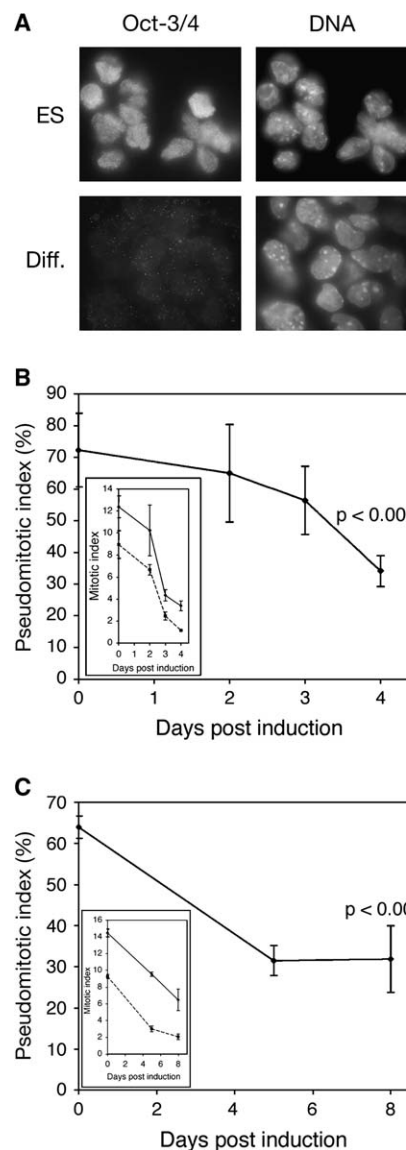 A
Oct-3/4 DNA
ES
Diff.
B
Pseudomitotic index (%)
90
80
70
60
50
40
30
20
10
0
0 1 2 3 4
Days post induction
p < 0.00
Mitotic index
14
12
10
8
6
4
2
0
0 1 2 3 4
Days post induction
C
Pseudomitotic index (%)
70
60
50
40
30
20
10
0
0 2 4 6 8
Days post induction
p < 0.00
Mitotic index
16
14
12
10
8
6
4
2
0
0 2 4 6 8
Days post induction